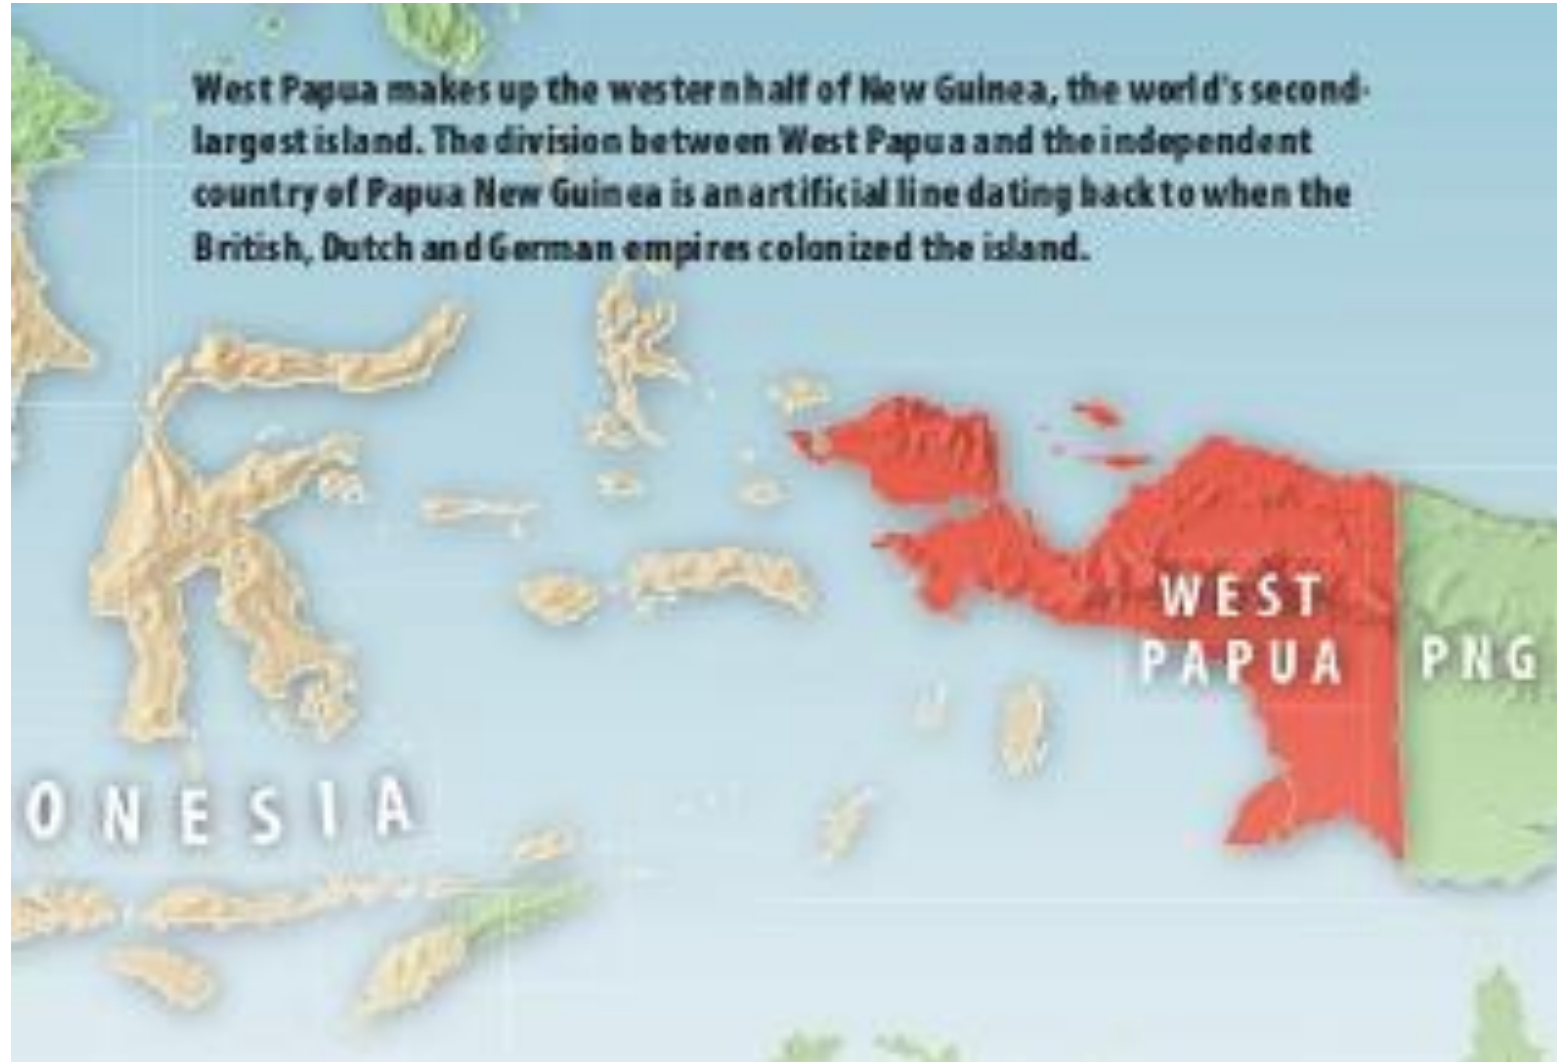 West Papua makes up the western half of New Guinea, the world's second-
largest island. The division between West Papua and the independent
country of Papua New Guinea is an artificial line dating back to when the
British, Dutch and German empires colonized the island.
WEST
PAPUA
PNG
ONESIA